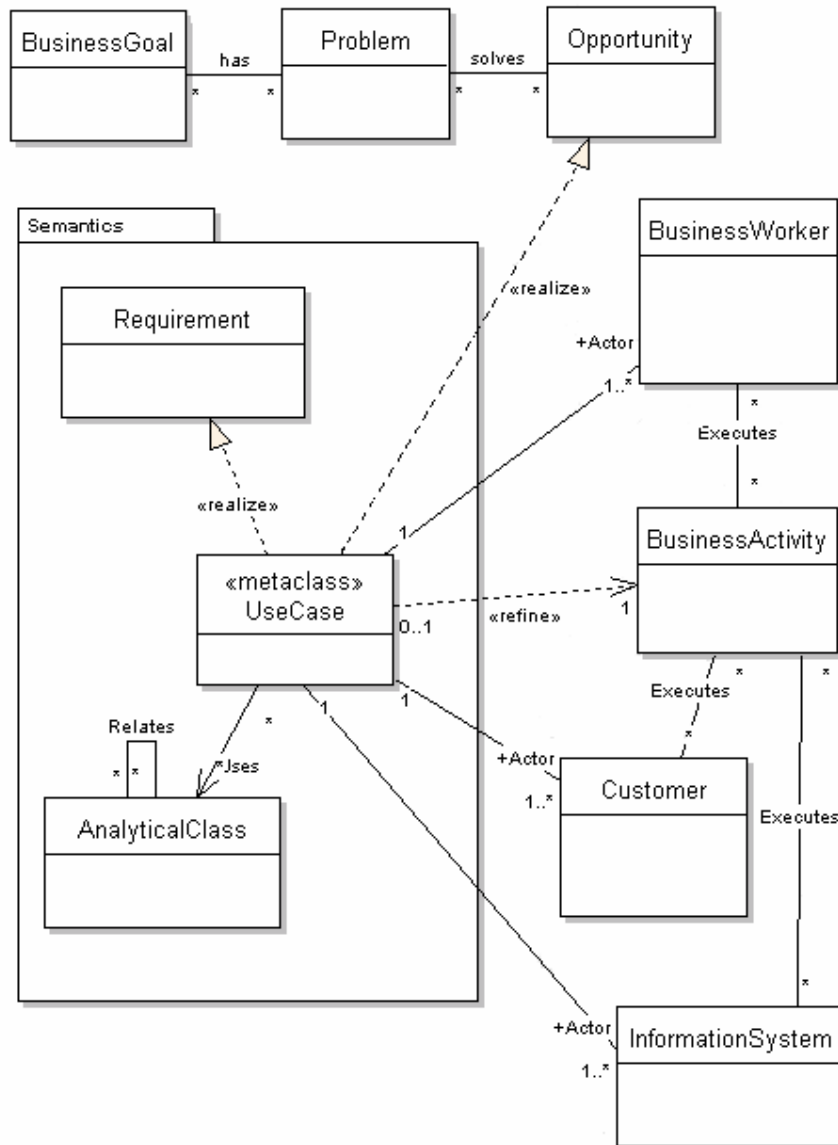 BusinessGoal
has
*
*
Problem
solves
*
*
Opportunity
Semantics
Requirement
«realize»
«realize»
BusinessWorker
+Actor
1..*
*
Executes
*
1
«metaclass»
UseCase
0..1
«refine»
1
BusinessActivity
*
*
Executes
*
1
1
*
Relates
*
*
*Jses
+Actor
1..*
AnalyticalClass
Customer
Executes
*
+Actor
1..*
InformationSystem